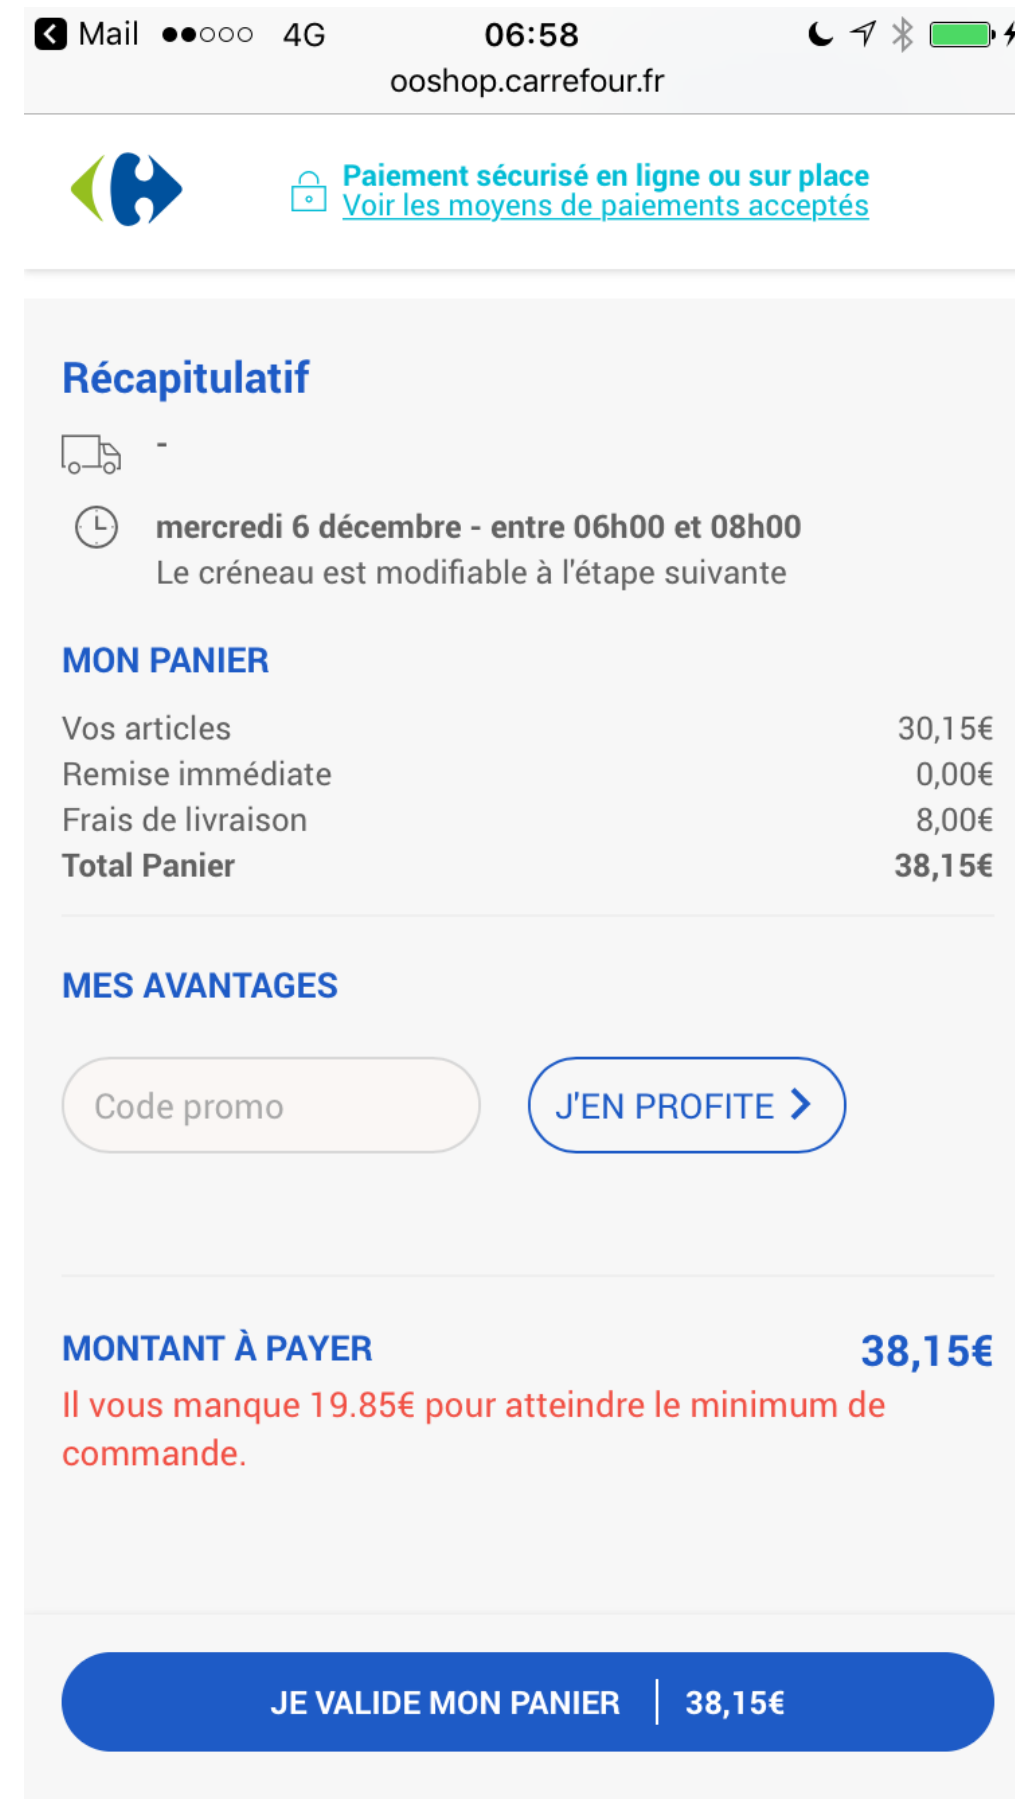 Mail 4G 06:58
ooshop.carrefour.fr
Paiement sécurisé en ligne ou sur place
Voir les moyens de paiements acceptés
Récapitulatif
-
mercredi 6 décembre - entre 06h00 et 08h00
Le créneau est modifiable à l'étape suivante
MON PANIER
Vos articles 30,15€
Remise immédiate 0,00€
Frais de livraison 8,00€
Total Panier 38,15€
MES AVANTAGES
Code promo J'EN PROFITE
MONTANT À PAYER 38,15€
Il vous manque 19.85€ pour atteindre le minimum de
commande.
JE VALIDE MON PANIER 38,15€